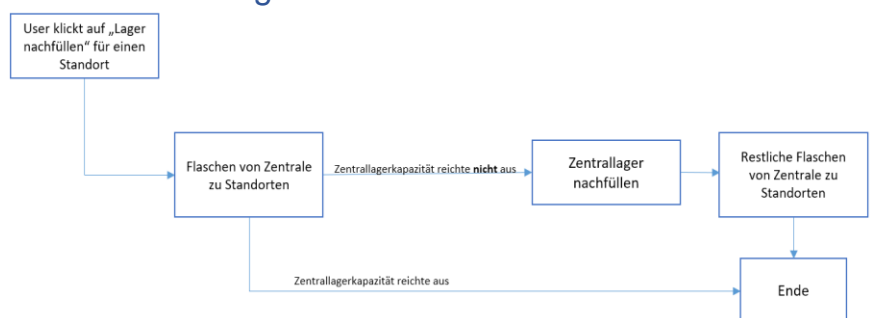 User klickt auf „Lager
nachfüllen“ für einen
Standort
Flaschen von Zentrale
zu Standorten
Zentrallagerkapazität reichte nicht aus
Zentrallager
nachfüllen
Restliche Flaschen
von Zentrale zu
Standorten
Zentrallagerkapazität reichte aus
Ende